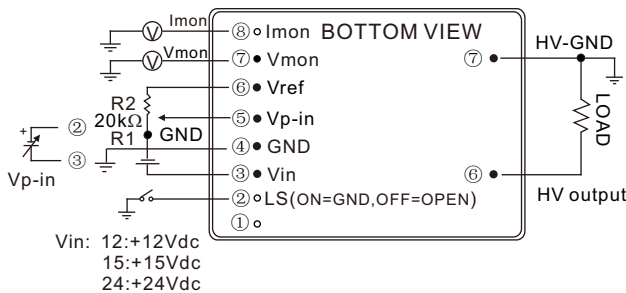 Imon
V
⑧ Imon
BOTTOM VIEW
Vmon
V
⑦ Vmon
⑦
HV-GND
⑥ Vref
R2
20kΩ
⑤ Vp-in
LOAD
+
②
R1
GND
④ GND
③
Vp-in
③ Vin
⑥
② LS(ON=GND,OFF=OPEN)
HV output
①
Vin: 12:+12Vdc
15:+15Vdc
24:+24Vdc